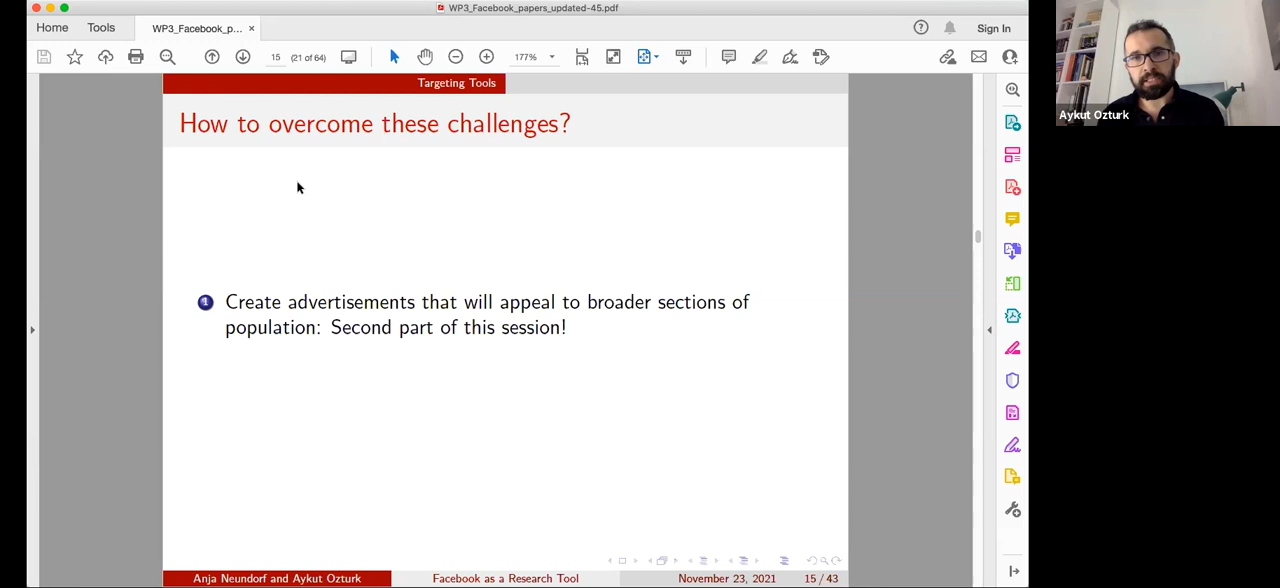 WP3_Facebook_papers_updated-45.pdf
Home Tools WP3_Facebook_p... × Sign In
15 (21 of 64) 177%
Targeting Tools
How to overcome these challenges?
1 Create advertisements that will appeal to broader sections of
population: Second part of this session!
Anja Neundorf and Aykut Ozturk Facebook as a Research Tool November 23, 2021 15 / 43
Aykut Ozturk